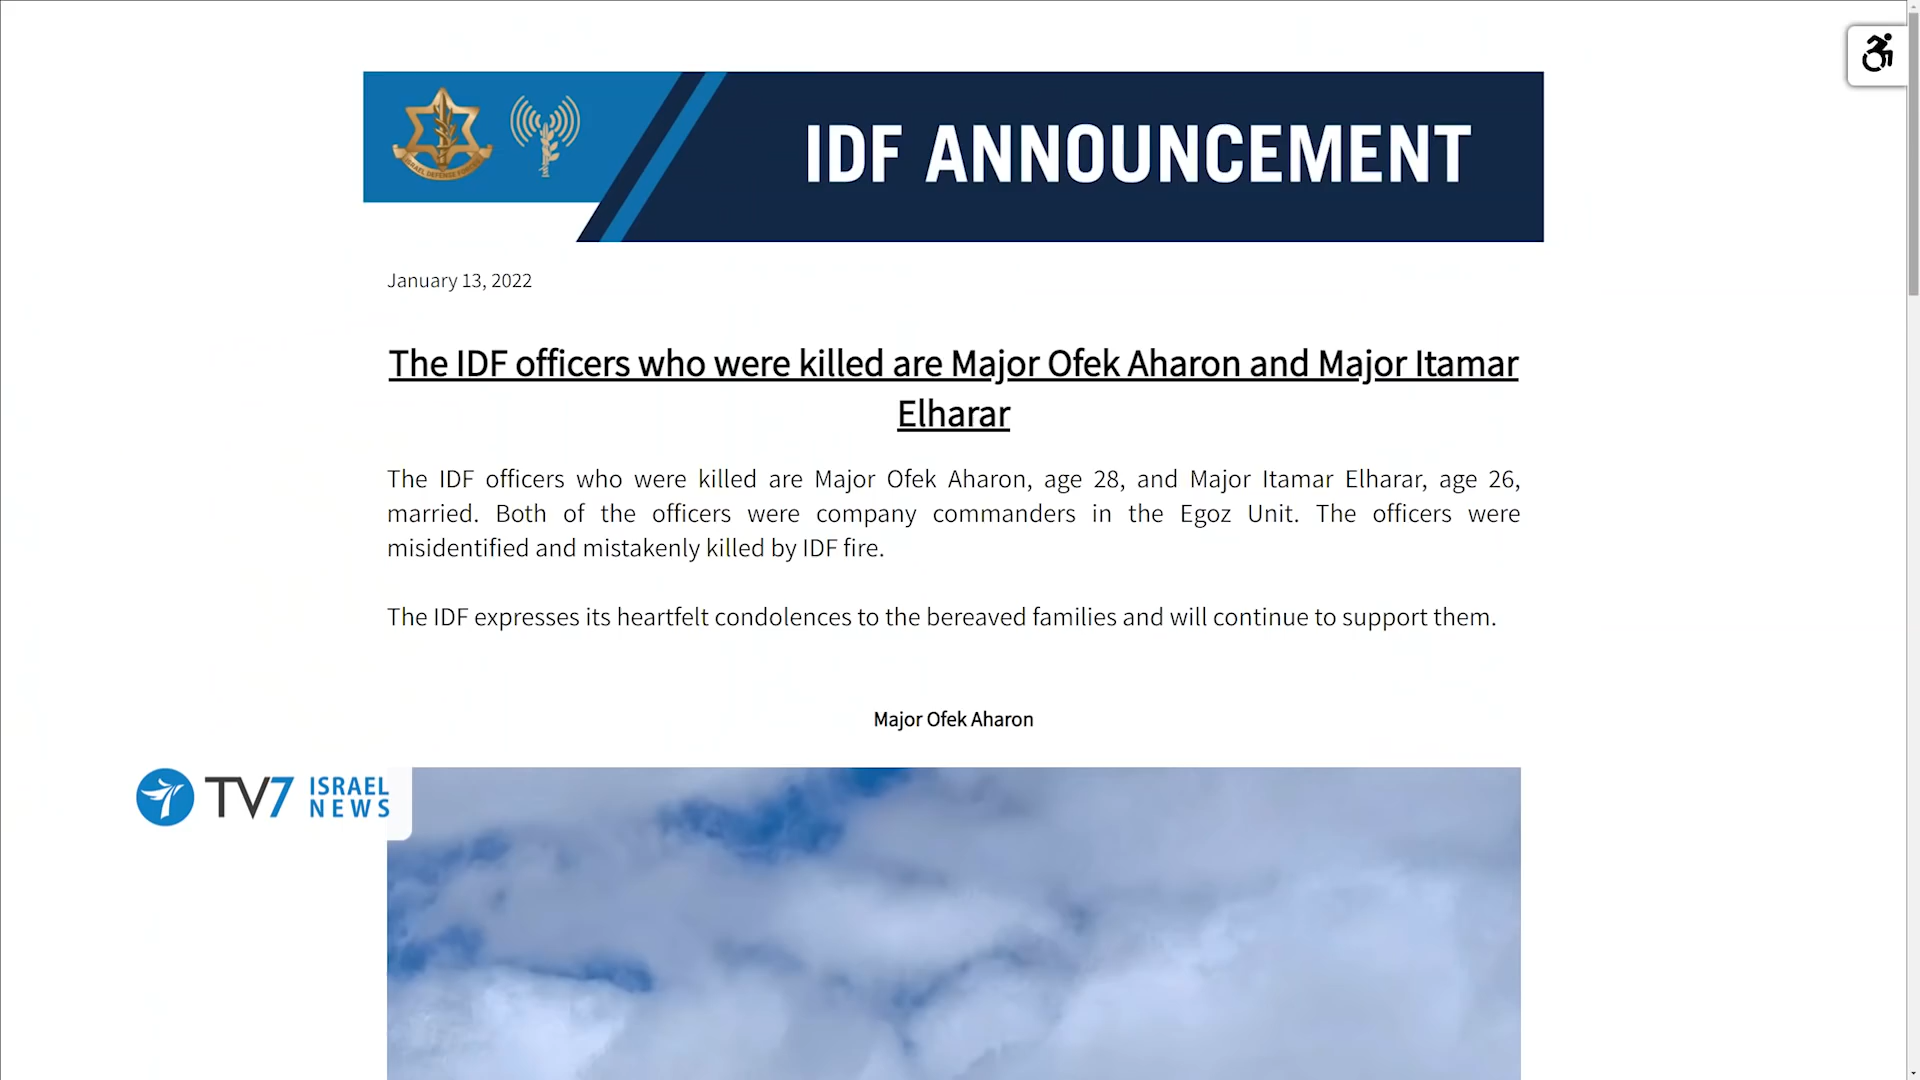 ISRAEL DEFENSE FORCES
IDF ANNOUNCEMENT
January 13, 2022
The IDF officers who were killed are Major Ofek Aharon and Major Itamar
Elharar
The IDF officers who were killed are Major Ofek Aharon, age 28, and Major Itamar Elharar, age 26,
married. Both of the officers were company commanders in the Egoz Unit. The officers were
misidentified and mistakenly killed by IDF fire.
The IDF expresses its heartfelt condolences to the bereaved families and will continue to support them.
Major Ofek Aharon
TV7 ISRAEL
NEWS